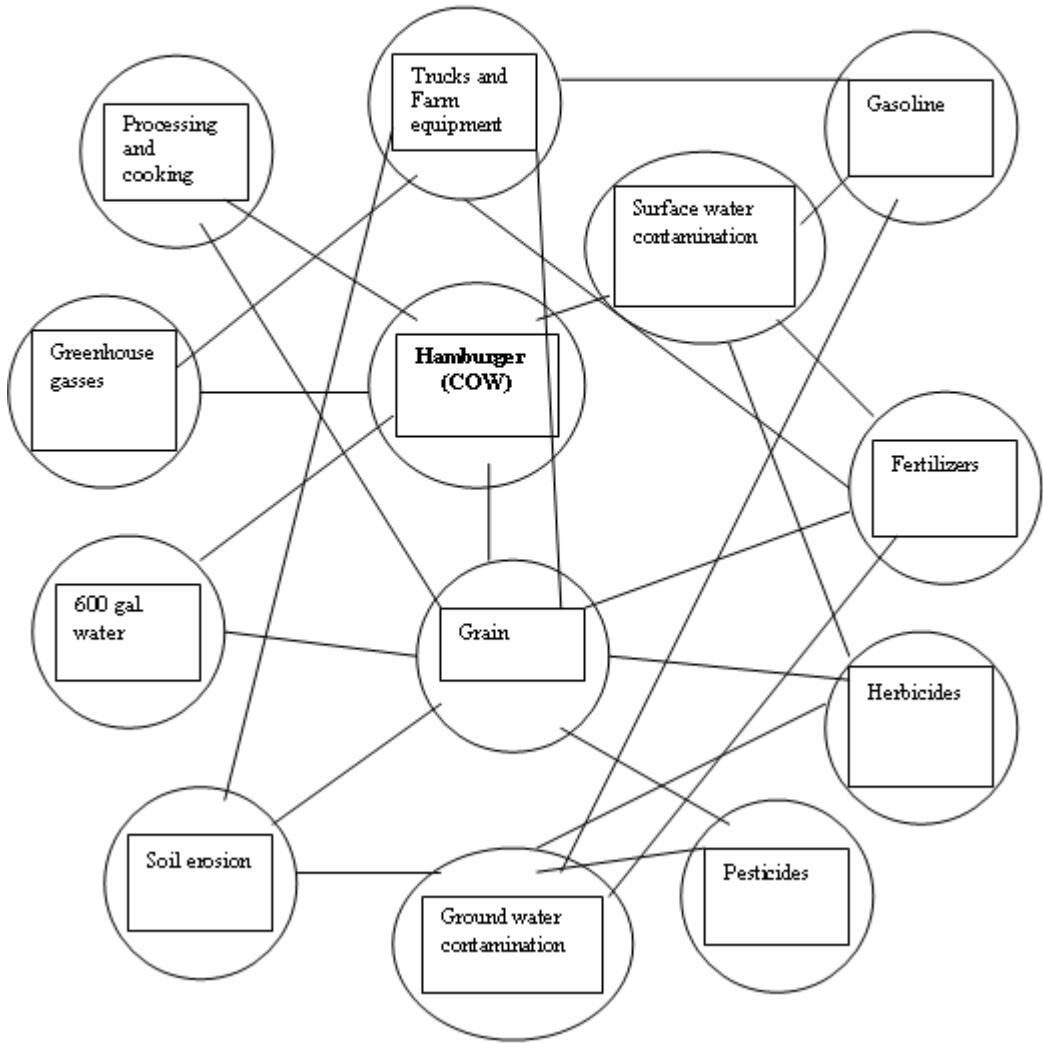 Trucks and
Farm
equipment
Gasoline
Processing
and
cooking
Surface water
contamination
Greenhouse
gasses
Hamburger
(COW)
Fertilizers
600 gal.
water
Grain
Herbicides
Soil erosion
Pesticides
Ground water
contamination